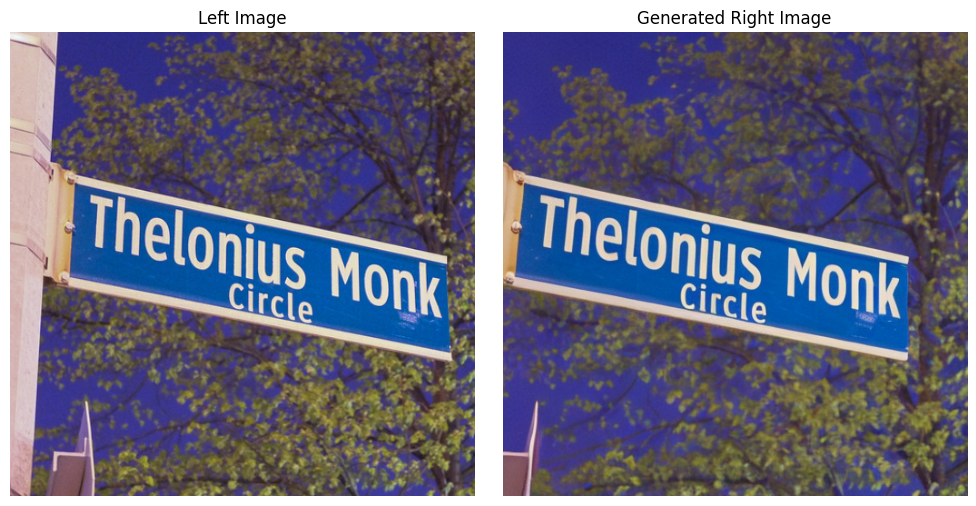 Left Image
Thelonius Monk
Circle
Generated Right Image
Thelonius Monk
Circle